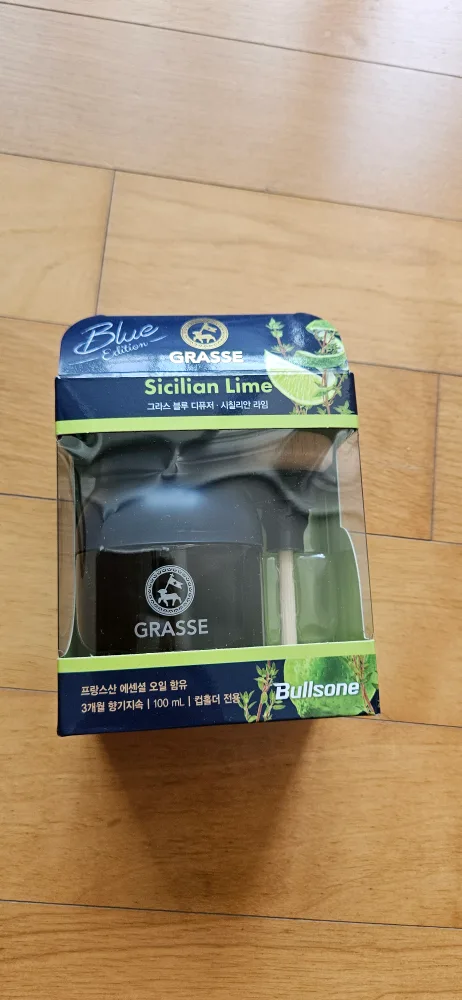 Blue
Edition
GRASSE
Sicilian Lime
그라스 블루 디퓨저 · 시칠리안 라임
GRASSE
프랑스산 에센셜 오일 함유
3개월 향기지속 | 100 mL | 컵홀더 전용
Bullsone